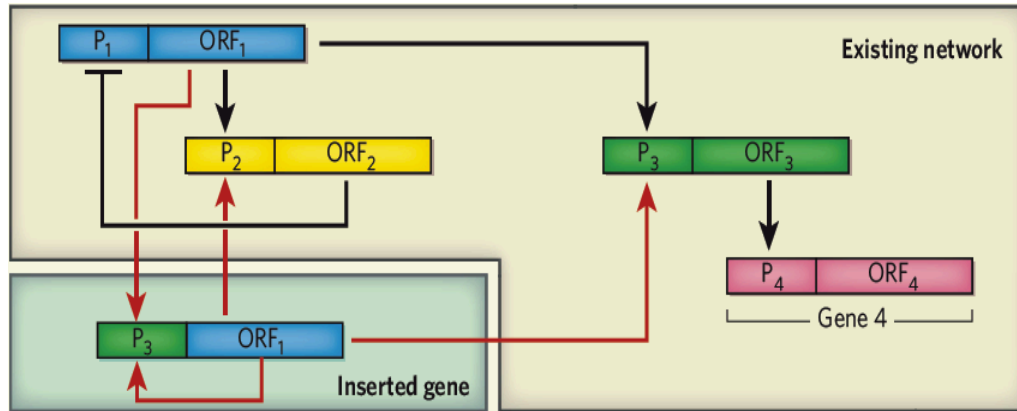 P₁ ORF₁
Existing network
P₂ ORF₂
P₃ ORF₃
P₄ ORF₄
Gene 4
P₃ ORF₁
Inserted gene